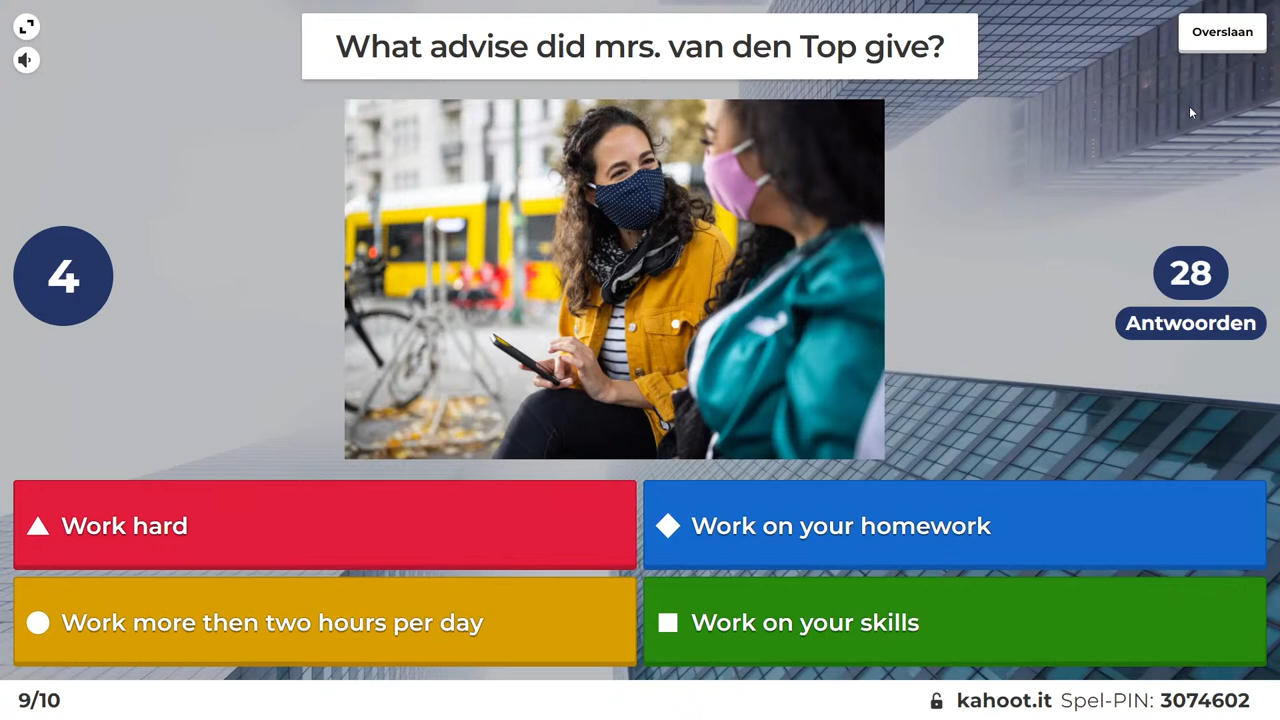 What advise did mrs. van den Top give?
Overslaan
4
28
Antwoorden
Work hard
Work on your homework
Work more then two hours per day
Work on your skills
9/10
kahoot.it Spel-PIN: 3074602